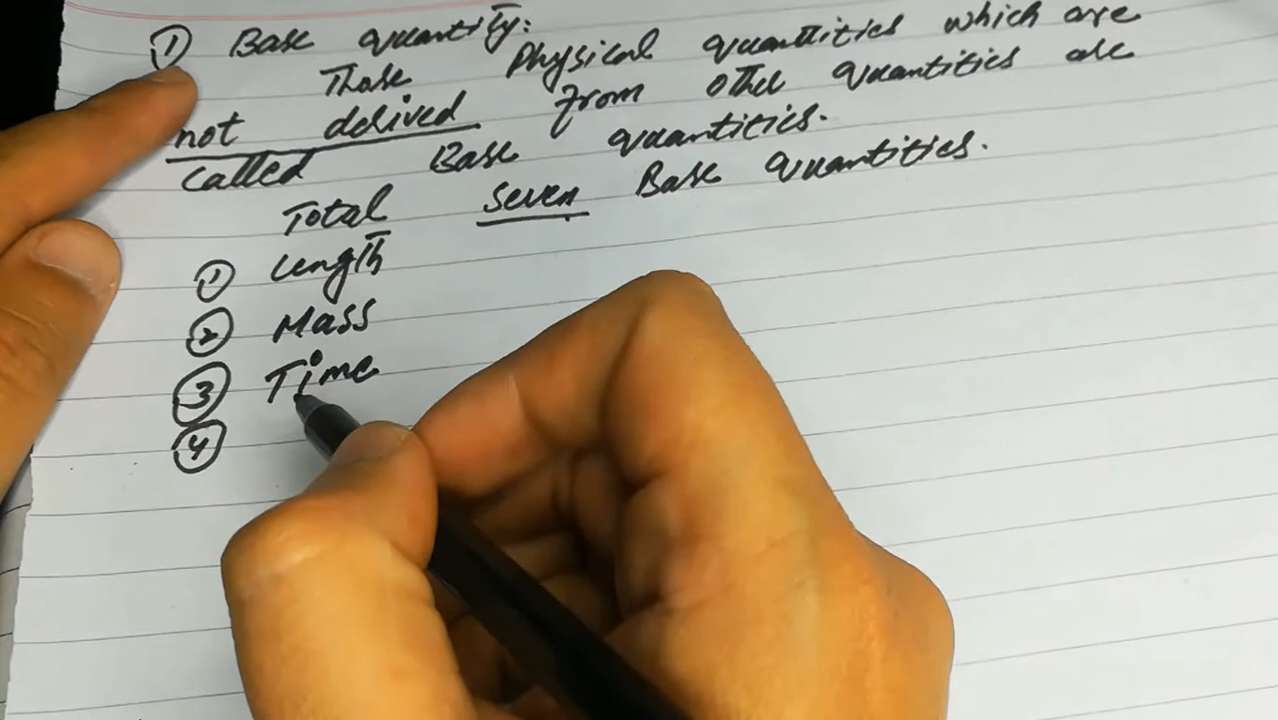 ① Base quantity:
Those Physical quantities which are
not derived from other quantities are
called Base quantities.
Total seven Base quantities.
① Length
② Mass
③ Time
④